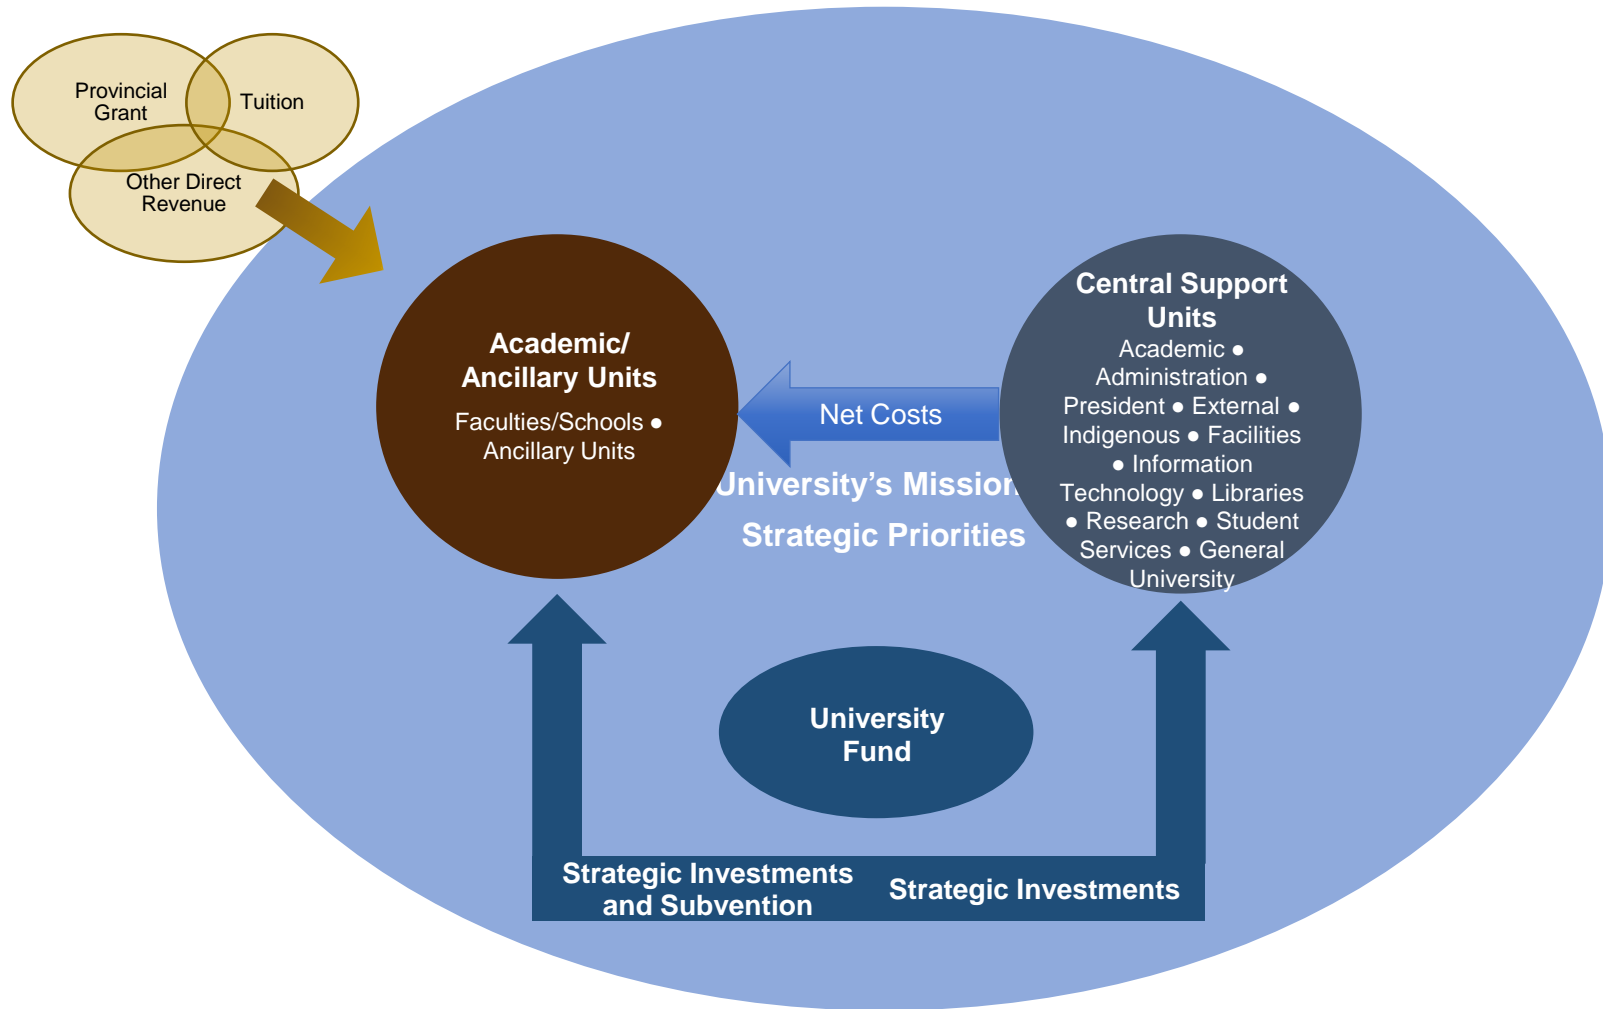 Provincial
Grant
Tuition
Other Direct
Revenue
Academic/
Ancillary Units
Faculties/Schools ●
Ancillary Units
Net Costs
Central Support
Units
Academic ●
Administration ●
President ● External ●
Indigenous ● Facilities
● Information
Technology ● Libraries
● Research ● Student
Services ● General
University
University's Mission
Strategic Priorities
University
Fund
Strategic Investments
and Subvention
Strategic Investments